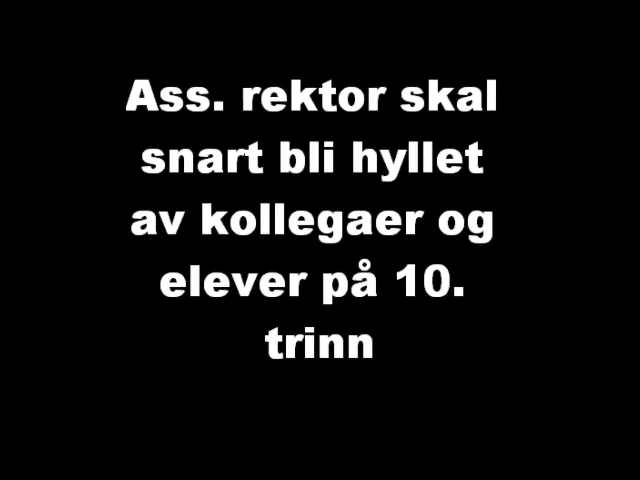 Ass. rektor skal
snart bli hyllet
av kollegaer og
elever på 10.
trinn